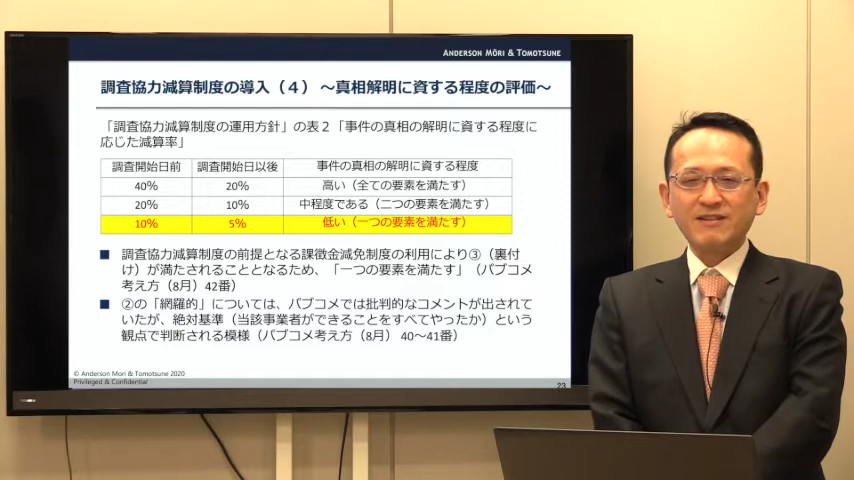 ANDERSON MŌRI & TOMOTSUNE
調査協力減算制度の導入(4) ~真相解明に資する程度の評価~
「調査協力減算制度の運用方針」の表2「事件の真相の解明に資する程度に
応じた減算率」
調査開始日前 調査開始日以後 事件の真相の解明に資する程度
40% 20% 高い(全ての要素を満たす)
20% 10% 中程度である(二つの要素を満たす)
10% 5% 低い(一つの要素を満たす)
■ 調査協力減算制度の前提となる課徴金減免制度の利用により③(裏付
け)が満たされることとなるため、「一つの要素を満たす」(パブコメ
考え方(8月)42番)
■ ②の「網羅的」については、パブコメでは批判的なコメントが出されて
いたが、絶対基準(当該事業者ができることをすべてやったか)という
観点で判断される模様(パブコメ考え方(8月) 40~41番)
© Anderson Mori & Tomotsune 2020
Privileged & Confidential
23